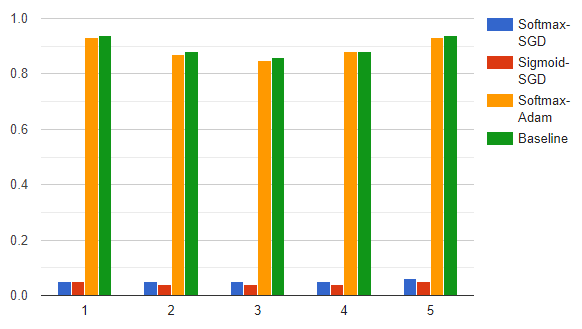 1.0
0.8
0.6
0.4
0.2
0.0
1 2 3 4 5
Softmax-
SGD
Sigmoid-
SGD
Softmax-
Adam
Baseline